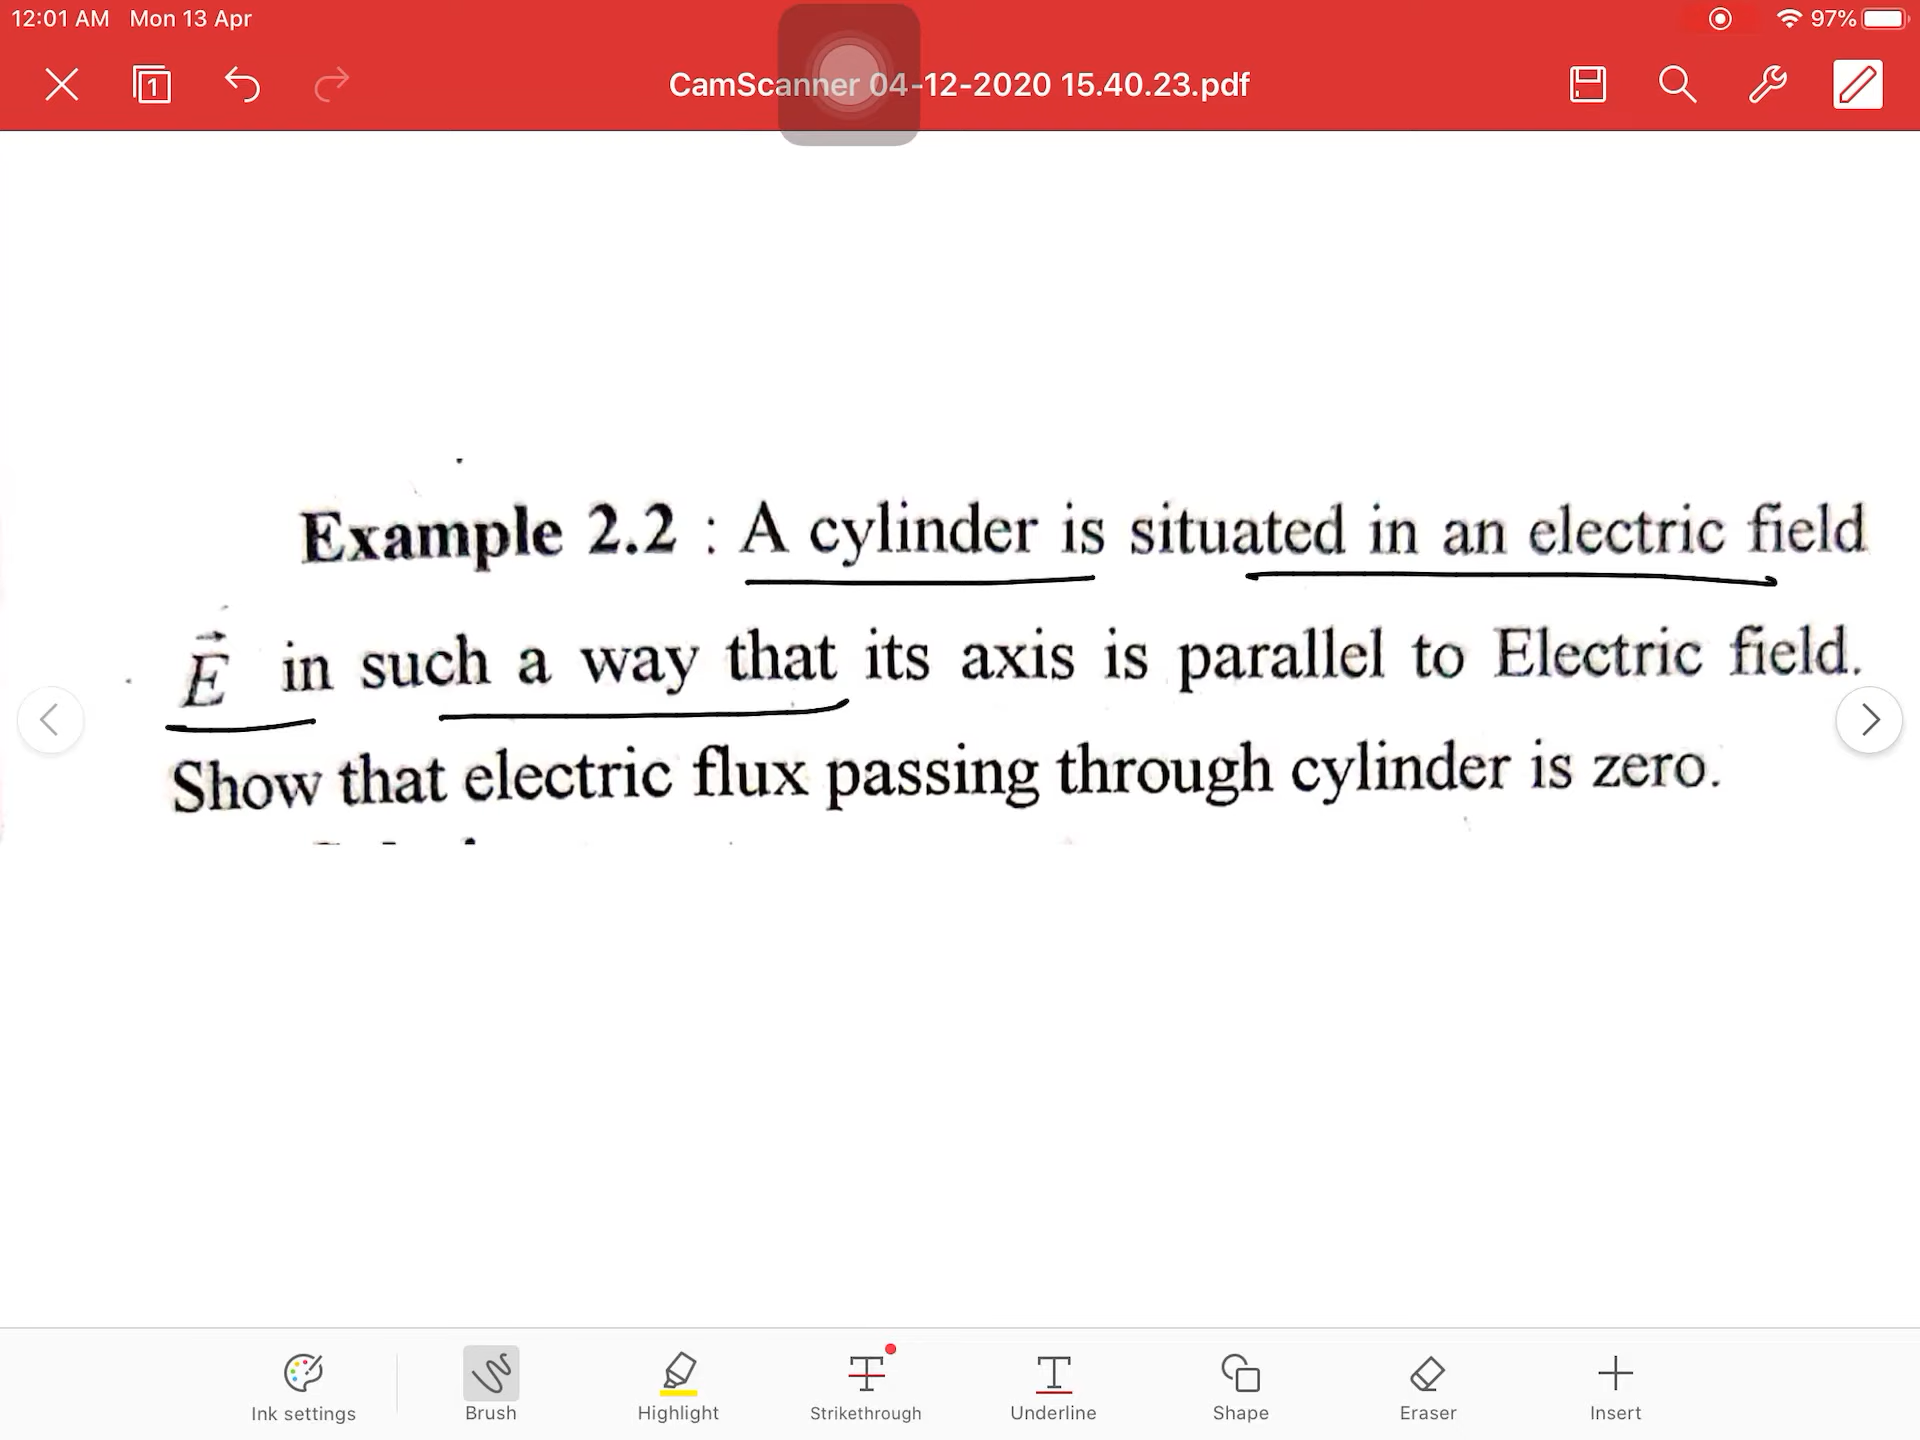 12:01 AM Mon 13 Apr 97%
1 CamScanner 04-12-2020 15.40.23.pdf
Example 2.2 : A cylinder is situated in an electric field
E⃗ in such a way that its axis is parallel to Electric field.
Show that electric flux passing through cylinder is zero.
Ink settings Brush Highlight Strikethrough Underline Shape Eraser Insert